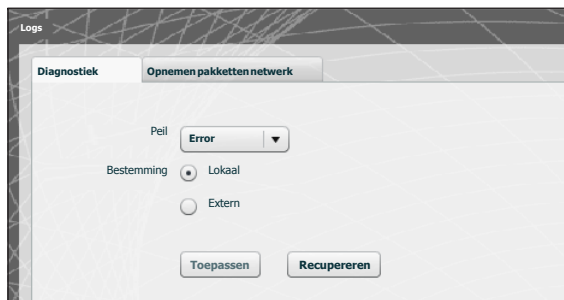 Logs
Diagnostiek
Opnemen pakketten netwerk
Peil
Error
Bestemming
Lokaal
Extern
Toepassen
Recupereren